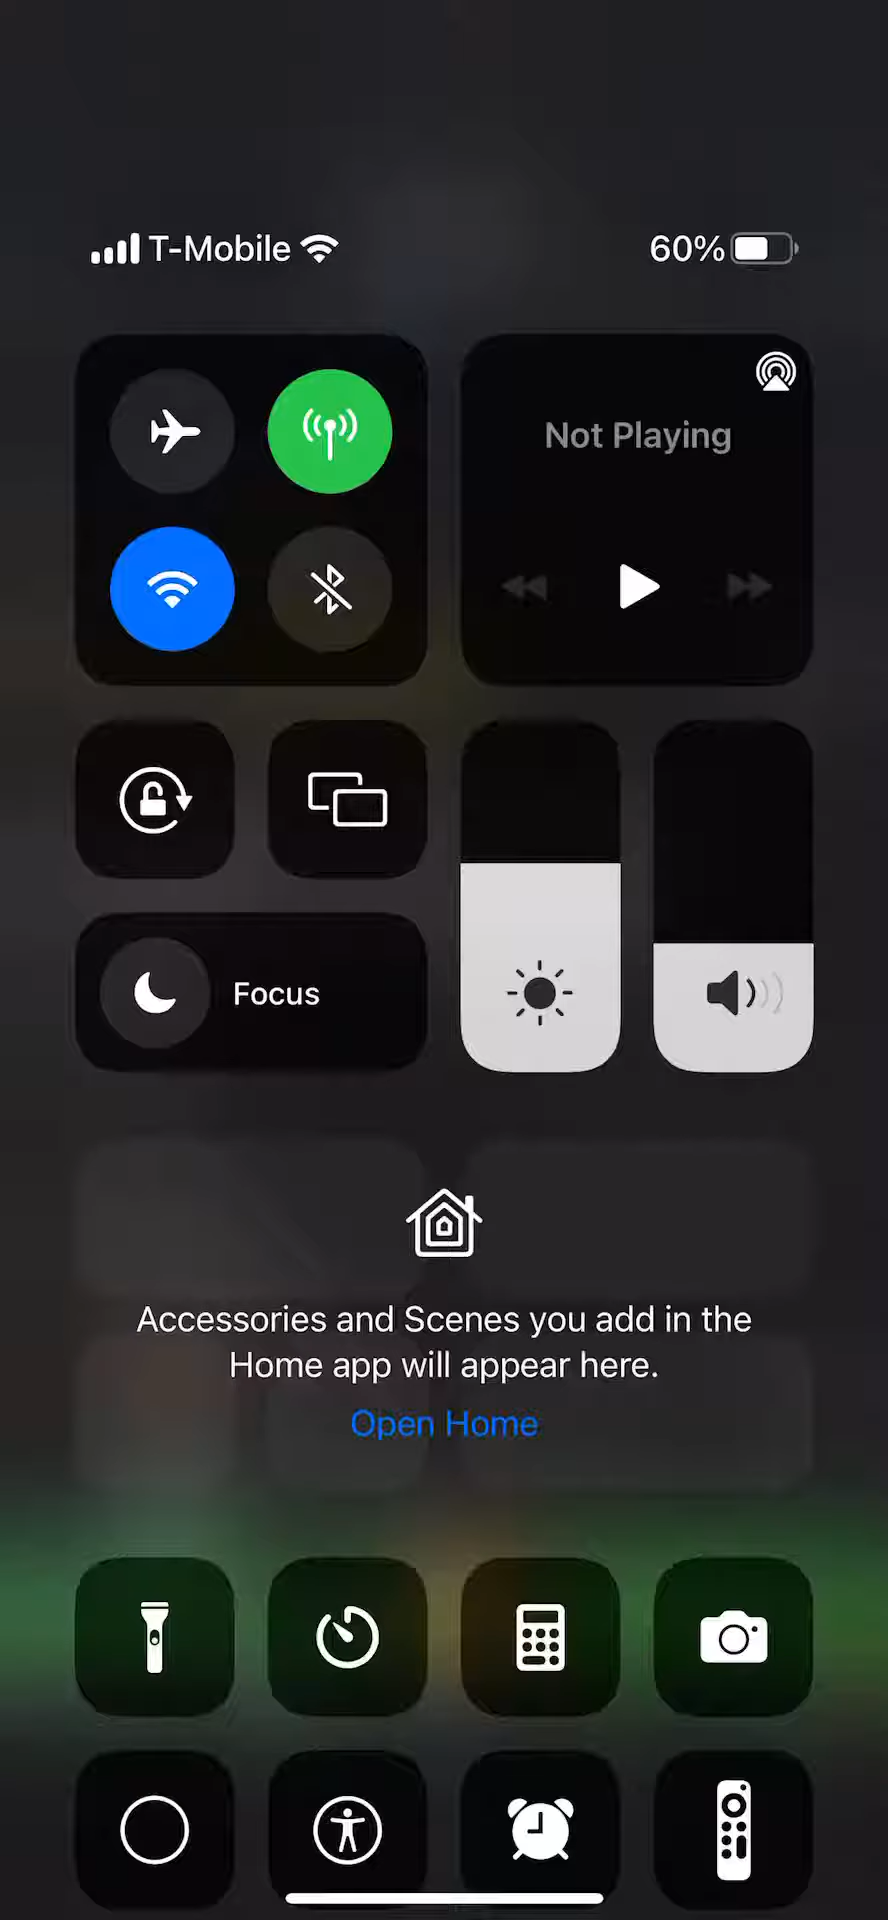 T-Mobile 60%
Not Playing
Focus
Accessories and Scenes you add in the
Home app will appear here.
Open Home